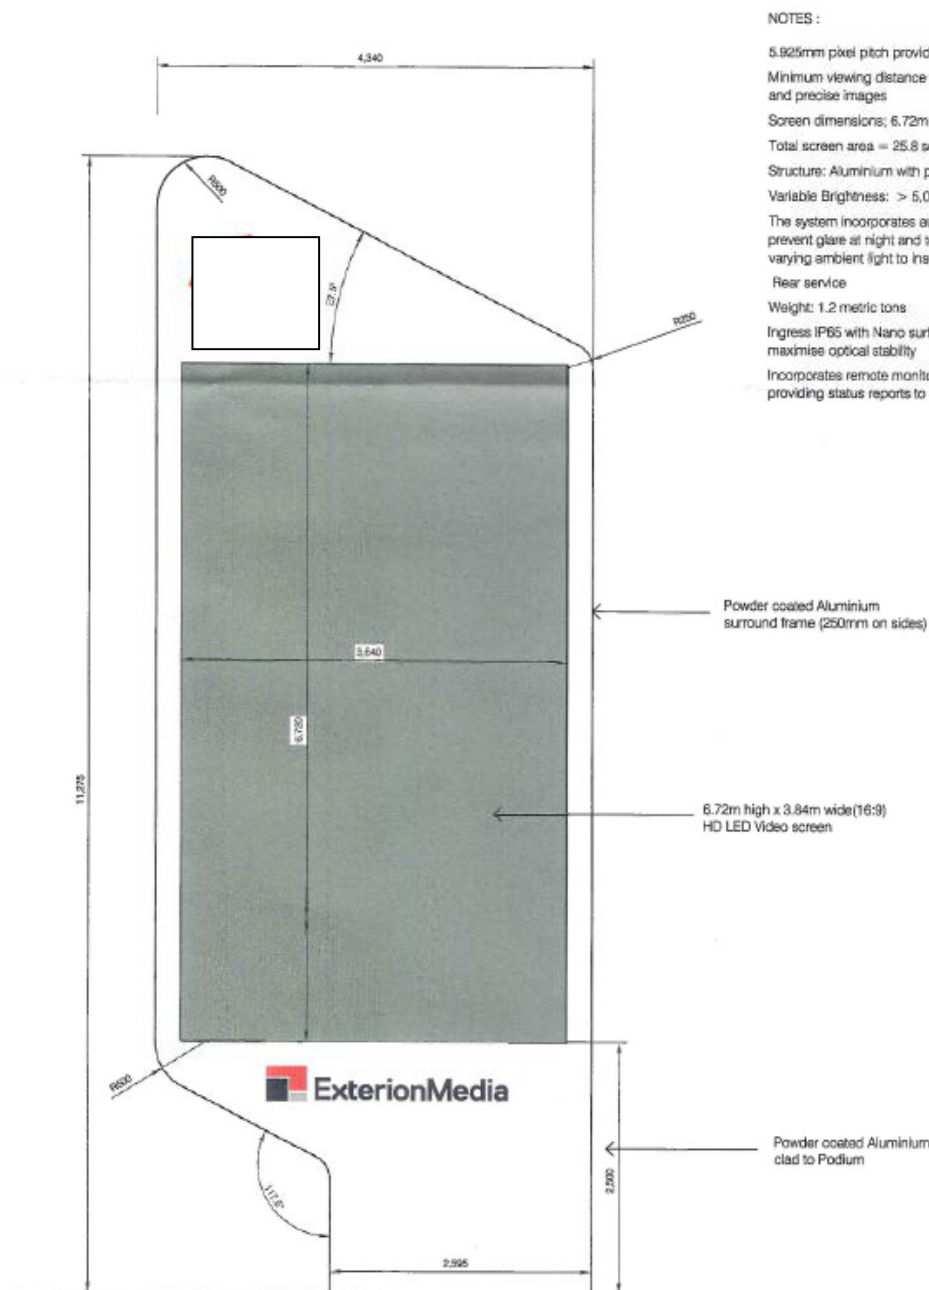 NOTES :
5.925mm pixel pitch provid
Minimum viewing distance
and precise images
Screen dimensions; 6.72m
Total screen area = 25.8 s
Structure: Aluminium with p
Variable Brightness: > 5,0
The system incorporates a
prevent glare at night and t
varying ambient light to ins
Rear service
Weight: 1.2 metric tons
Ingress IP65 with Nano surf
maximise optical stability
Incorporates remote monito
providing status reports to
4,340
R500
R250
Powder coated Aluminium
surround frame (250mm on sides)
11,275
6.72m high x 3.84m wide(16:9)
HD LED Video screen
R500
ExterionMedia
Powder coated Aluminium
clad to Podium
2,500
117.5°
2,595